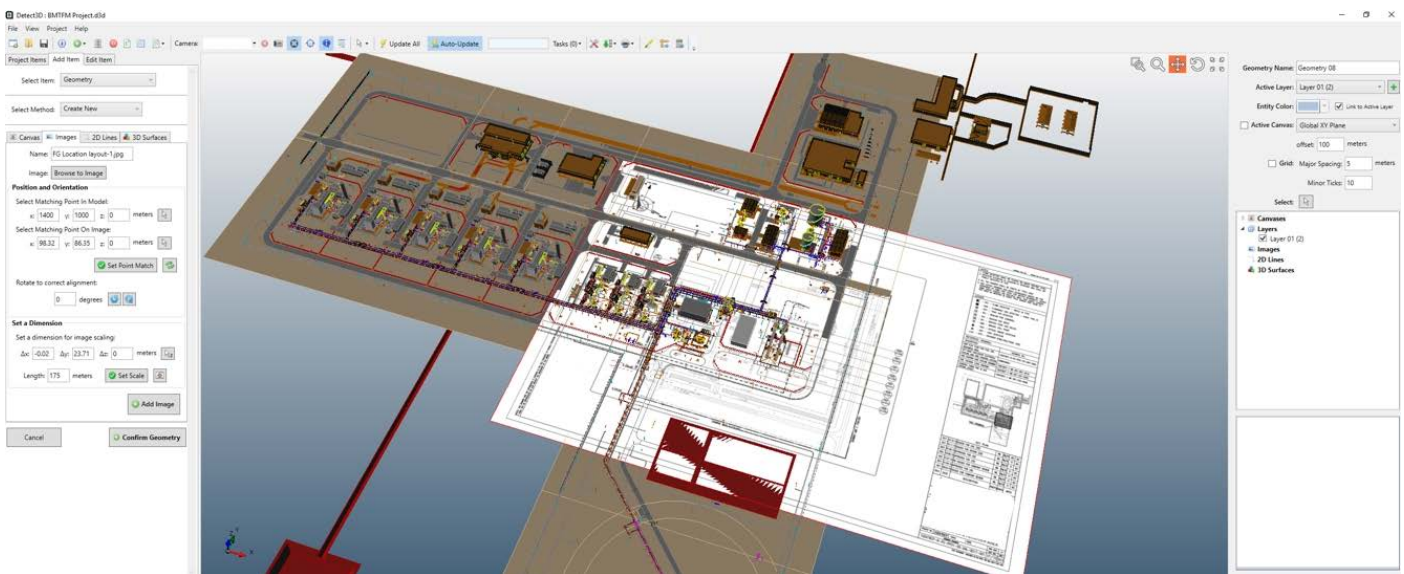 Detect3D : BMTFM Project.d3d
File View Project Help
Camera: Update All Auto-Update Tasks (0)
Project Items Add Item Edit Item
Select Item: Geometry
Select Method: Create New
Canvas Images 2D Lines 3D Surfaces
Name: FG Location layout-1.jpg
Image: Browse to Image
Position and Orientation
Select Matching Point In Model:
x: 1400 y: 1000 z: 0 meters
Select Matching Point On Image:
x: 98.32 y: 86.35 z: 0 meters
Set Point Match
Rotate to correct alignment:
0 degrees
Set a Dimension
Set a dimension for image scaling:
Δx: -0.02 Δy: 23.71 Δz: 0 meters
Length: 175 meters Set Scale
Add Image
Cancel Confirm Geometry
Geometry Name: Geometry 08
Active Layer: Layer 01 (2)
Entity Color: Link to Active Layer
Active Canvas: Global XY Plane
offset: 100 meters
Grid: Major Spacing: 5 meters
Minor Ticks: 10
Select:
Canvases
Layers
Layer 01 (2)
Images
2D Lines
3D Surfaces